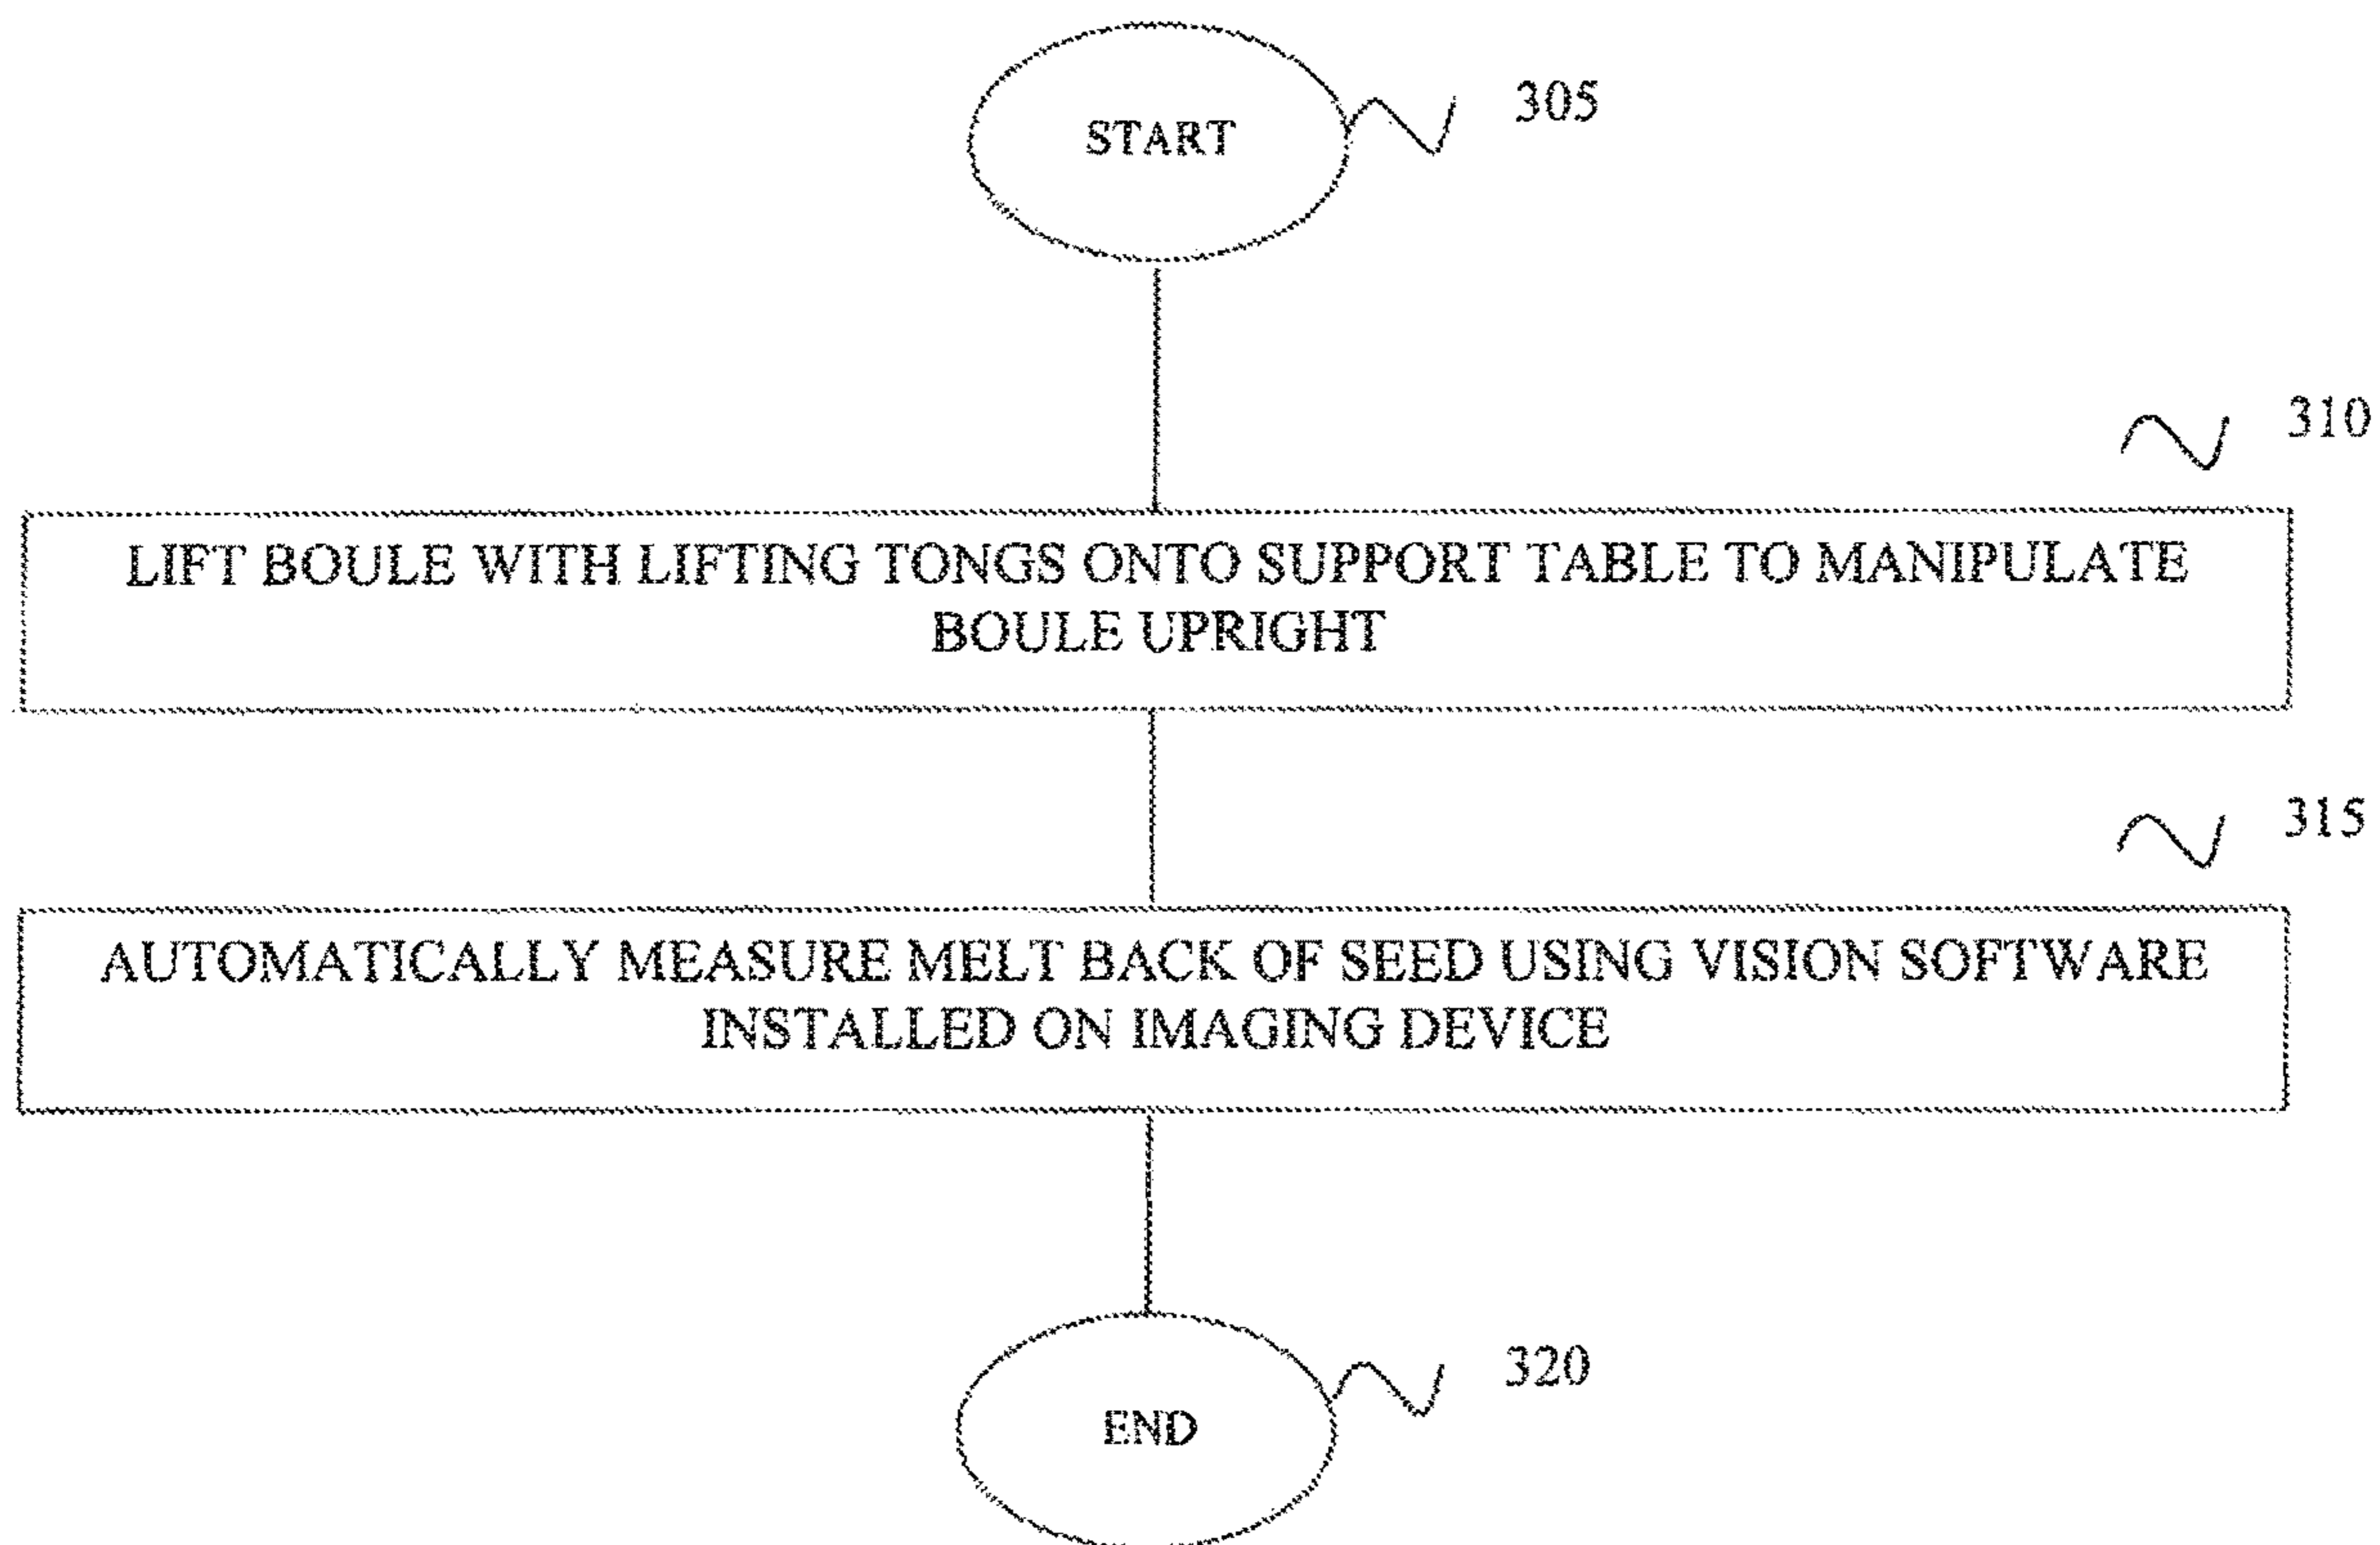 START
305
310
LIFT BOULE WITH LIFTING TONGS ONTO SUPPORT TABLE TO MANIPULATE
BOULE UPRIGHT
315
AUTOMATICALLY MEASURE MELT BACK OF SEED USING VISION SOFTWARE
INSTALLED ON IMAGING DEVICE
320
END